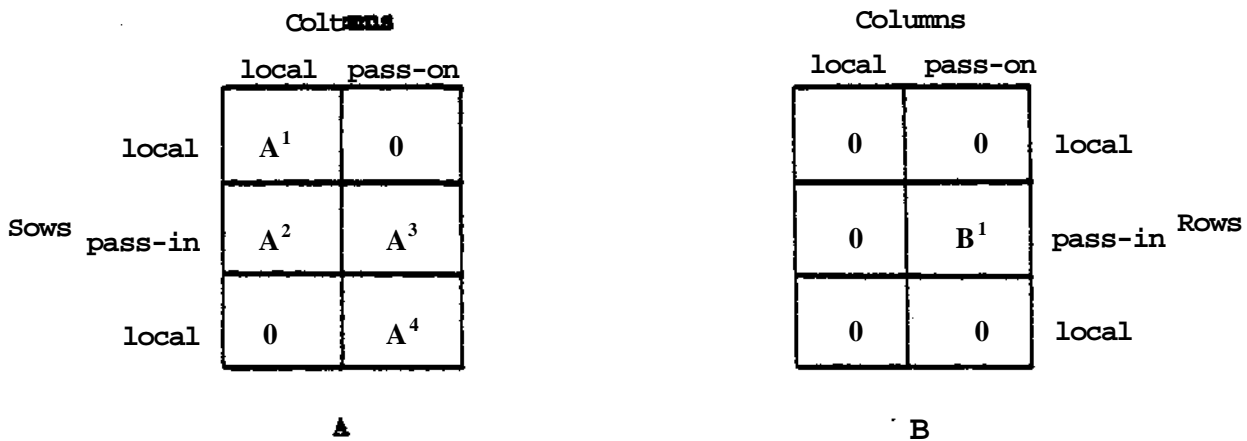 Columns
local pass-on local pass-on
local A¹ 0 0 0 local
Sows pass-in A² A³ 0 B¹ pass-in Rows
local 0 A⁴ 0 0 local
A B